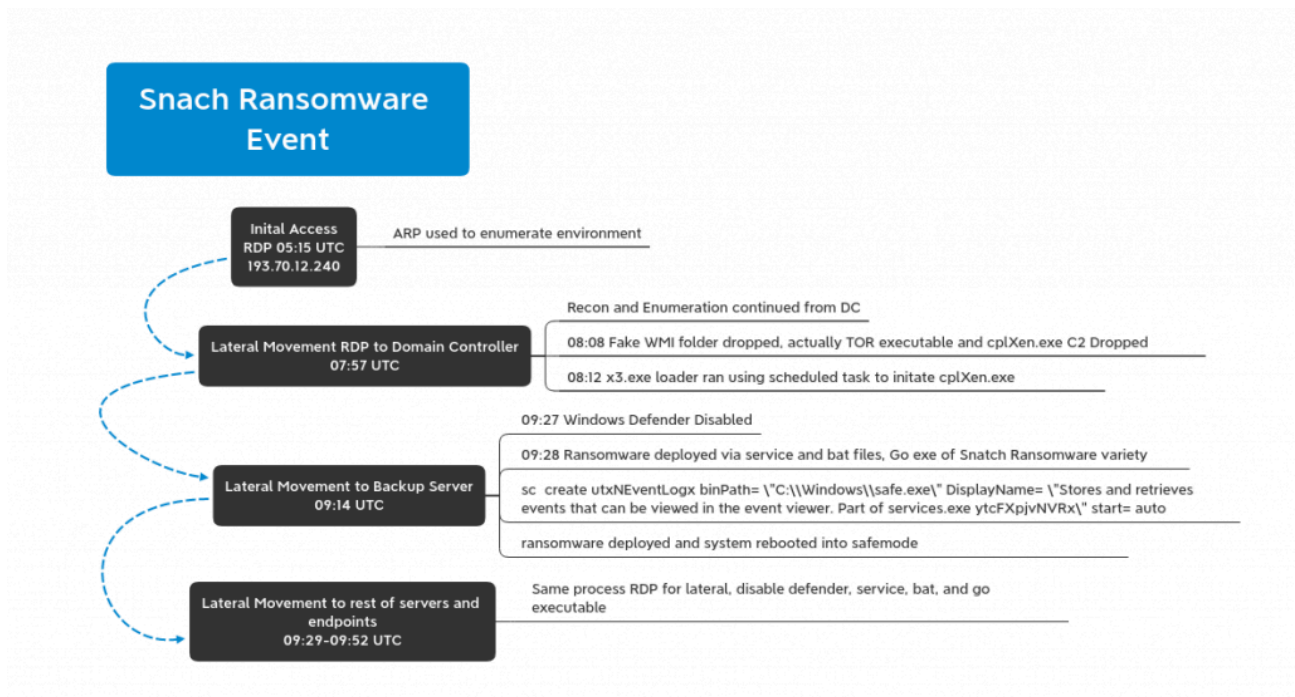 Snach Ransomware
Event
Inital Access
RDP 05:15 UTC
193.70.12.240
ARP used to enumerate environment
Lateral Movement RDP to Domain Controller
07:57 UTC
Recon and Enumeration continued from DC
08:08 Fake WMI folder dropped, actually TOR executable and cplXen.exe C2 Dropped
08:12 x3.exe loader ran using scheduled task to initate cplXen.exe
Lateral Movement to Backup Server
09:14 UTC
09:27 Windows Defender Disabled
09:28 Ransomware deployed via service and bat files, Go exe of Snatch Ransomware variety
sc  create utxNEventLogx binPath= \"C:\\Windows\\safe.exe\" DisplayName= \"Stores and retrieves
events that can be viewed in the event viewer. Part of services.exe ytcFXpjvNVRx\" start= auto
ransomware deployed and system rebooted into safemode
Lateral Movement to rest of servers and
endpoints
09:29-09:52 UTC
Same process RDP for lateral, disable defender, service, bat, and go
executable